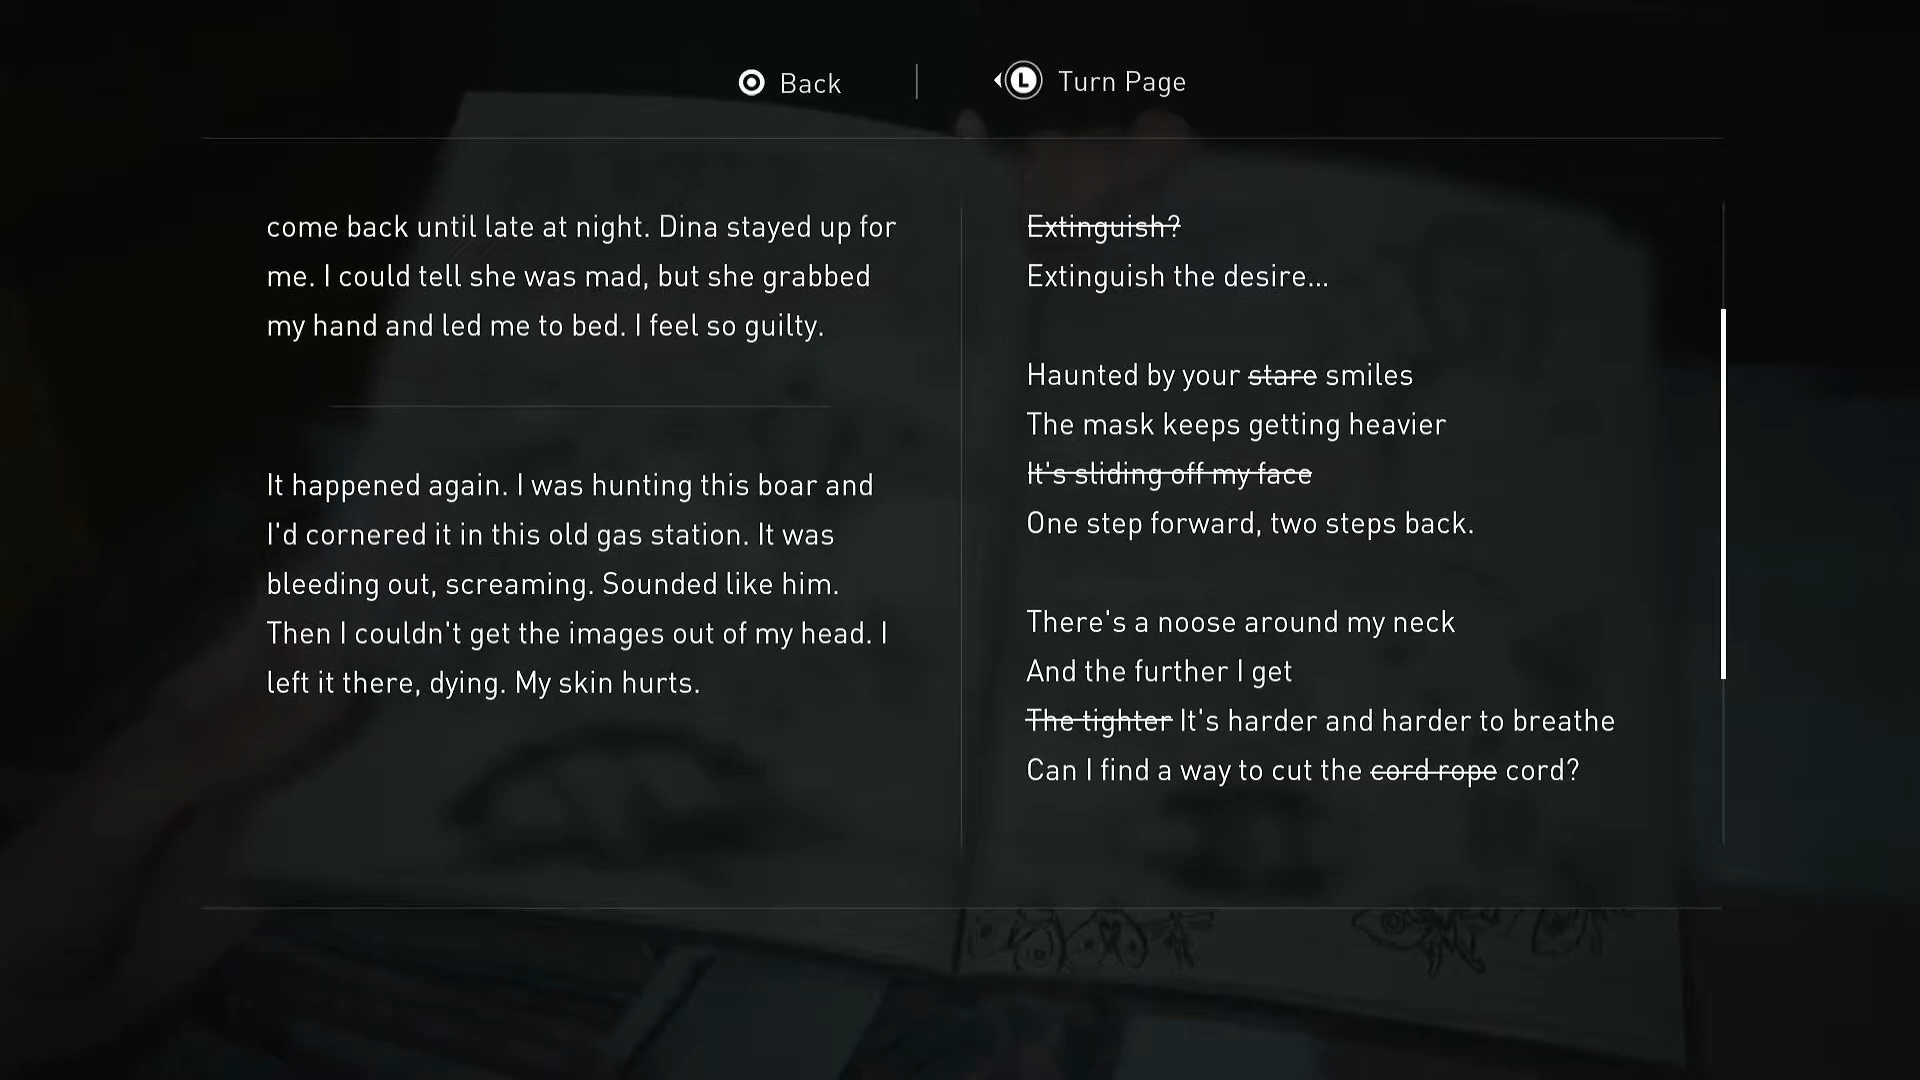 Back
L Turn Page
come back until late at night. Dina stayed up for
me. I could tell she was mad, but she grabbed
my hand and led me to bed. I feel so guilty.
It happened again. I was hunting this boar and
I'd cornered it in this old gas station. It was
bleeding out, screaming. Sounded like him.
Then I couldn't get the images out of my head. I
left it there, dying. My skin hurts.
Extinguish?
Extinguish the desire...
Haunted by your stare smiles
The mask keeps getting heavier
It's sliding off my face
One step forward, two steps back.
There's a noose around my neck
And the further I get
The tighter It's harder and harder to breathe
Can I find a way to cut the cord rope cord?